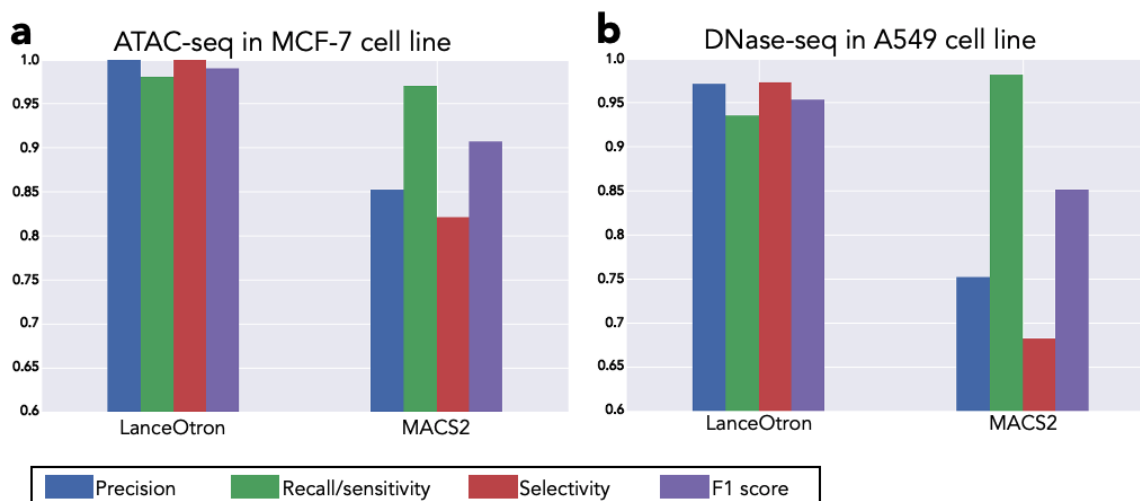 a
ATAC-seq in MCF-7 cell line
1.0
0.95
0.9
0.85
0.8
0.75
0.7
0.65
0.6
LanceOtron MACS2
b
DNase-seq in A549 cell line
1.0
0.95
0.9
0.85
0.8
0.75
0.7
0.65
0.6
LanceOtron MACS2
Precision Recall/sensitivity Selectivity F1 score